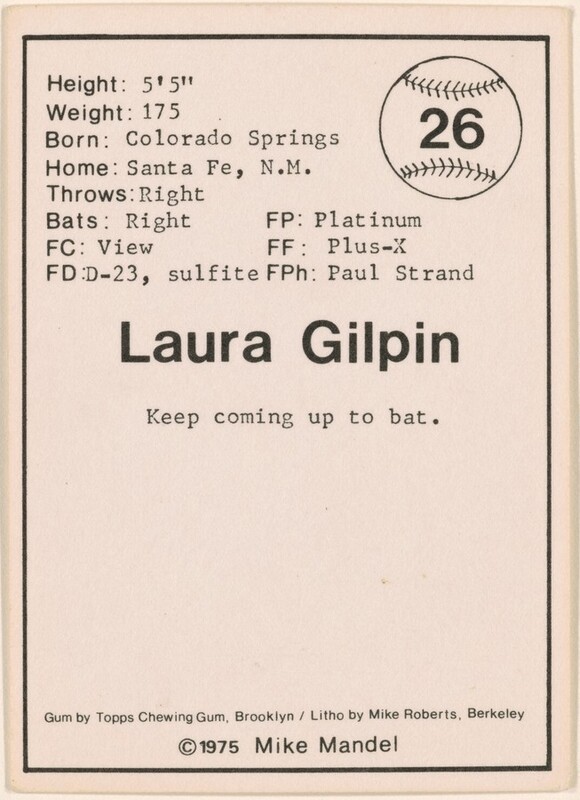 Height: 5'5"
Weight: 175
26
Born: Colorado Springs
Home: Santa Fe, N.M.
Throws: Right
Bats: Right FP: Platinum
FC: View FF: Plus-X
FD: D-23, sulfite FPh: Paul Strand
Laura Gilpin
Keep coming up to bat.
Gum by Topps Chewing Gum, Brooklyn / Litho by Mike Roberts, Berkeley
©1975 Mike Mandel